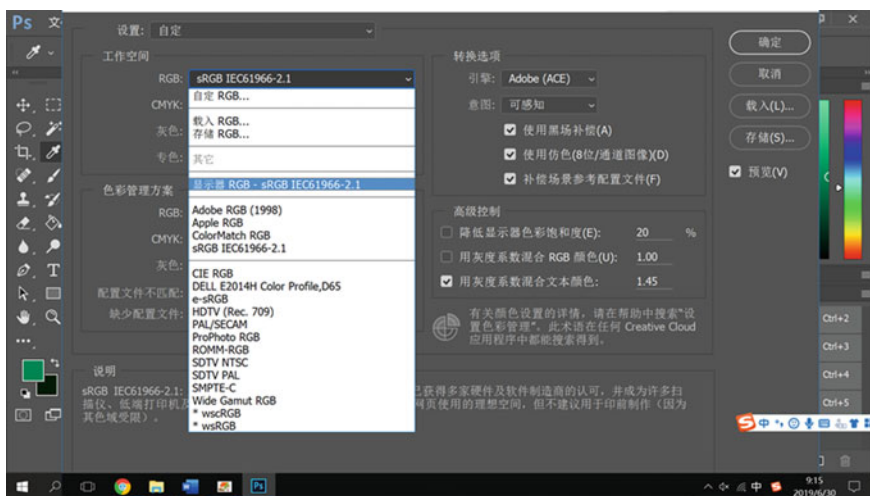 Ps 文
设置: 自定
确定
工作空间
RGB: sRGB IEC61966-2.1
CMYK:
灰色:
专色:
自定 RGB...
载入 RGB...
存储 RGB...
其它
显示器 RGB - sRGB IEC61966-2.1
Adobe RGB (1998)
Apple RGB
ColorMatch RGB
sRGB IEC61966-2.1
CIE RGB
DELL E2014H Color Profile,D65
e-sRGB
HDTV (Rec. 709)
PAL/SECAM
ProPhoto RGB
ROMM-RGB
SDTV NTSC
SDTV PAL
SMPTE-C
Wide Gamut RGB
* wscRGB
* wsRGB
色彩管理方案
RGB:
CMYK:
灰色:
配置文件不匹配:
缺少配置文件:
转换选项
引擎: Adobe (ACE)
意图: 可感知
使用黑场补偿(A)
使用仿色(8位/通道图像)(D)
补偿场景参考配置文件(F)
高级控制
降低显示器色彩饱和度(E): 20 %
用灰度系数混合 RGB 颜色(U): 1.00
用灰度系数混合文本颜色: 1.45
有关颜色设置的详情，请在帮助中搜索“设
置色彩管理”。此术语在任何 Creative Cloud
应用程序中都能搜索得到。
取消
载入(L)...
存储(S)...
预览(V)
说明
sRGB IEC61966-2.1: 已获得多家硬件及软件制造商的认可，并成为许多扫
描仪、低端打印机 网页使用的理想空间，但不建议用于印前制作（因为
其色域受限）。
Ctrl+2
Ctrl+3
Ctrl+4
Ctrl+5
中
Ps
中
9:15
2019/6/30